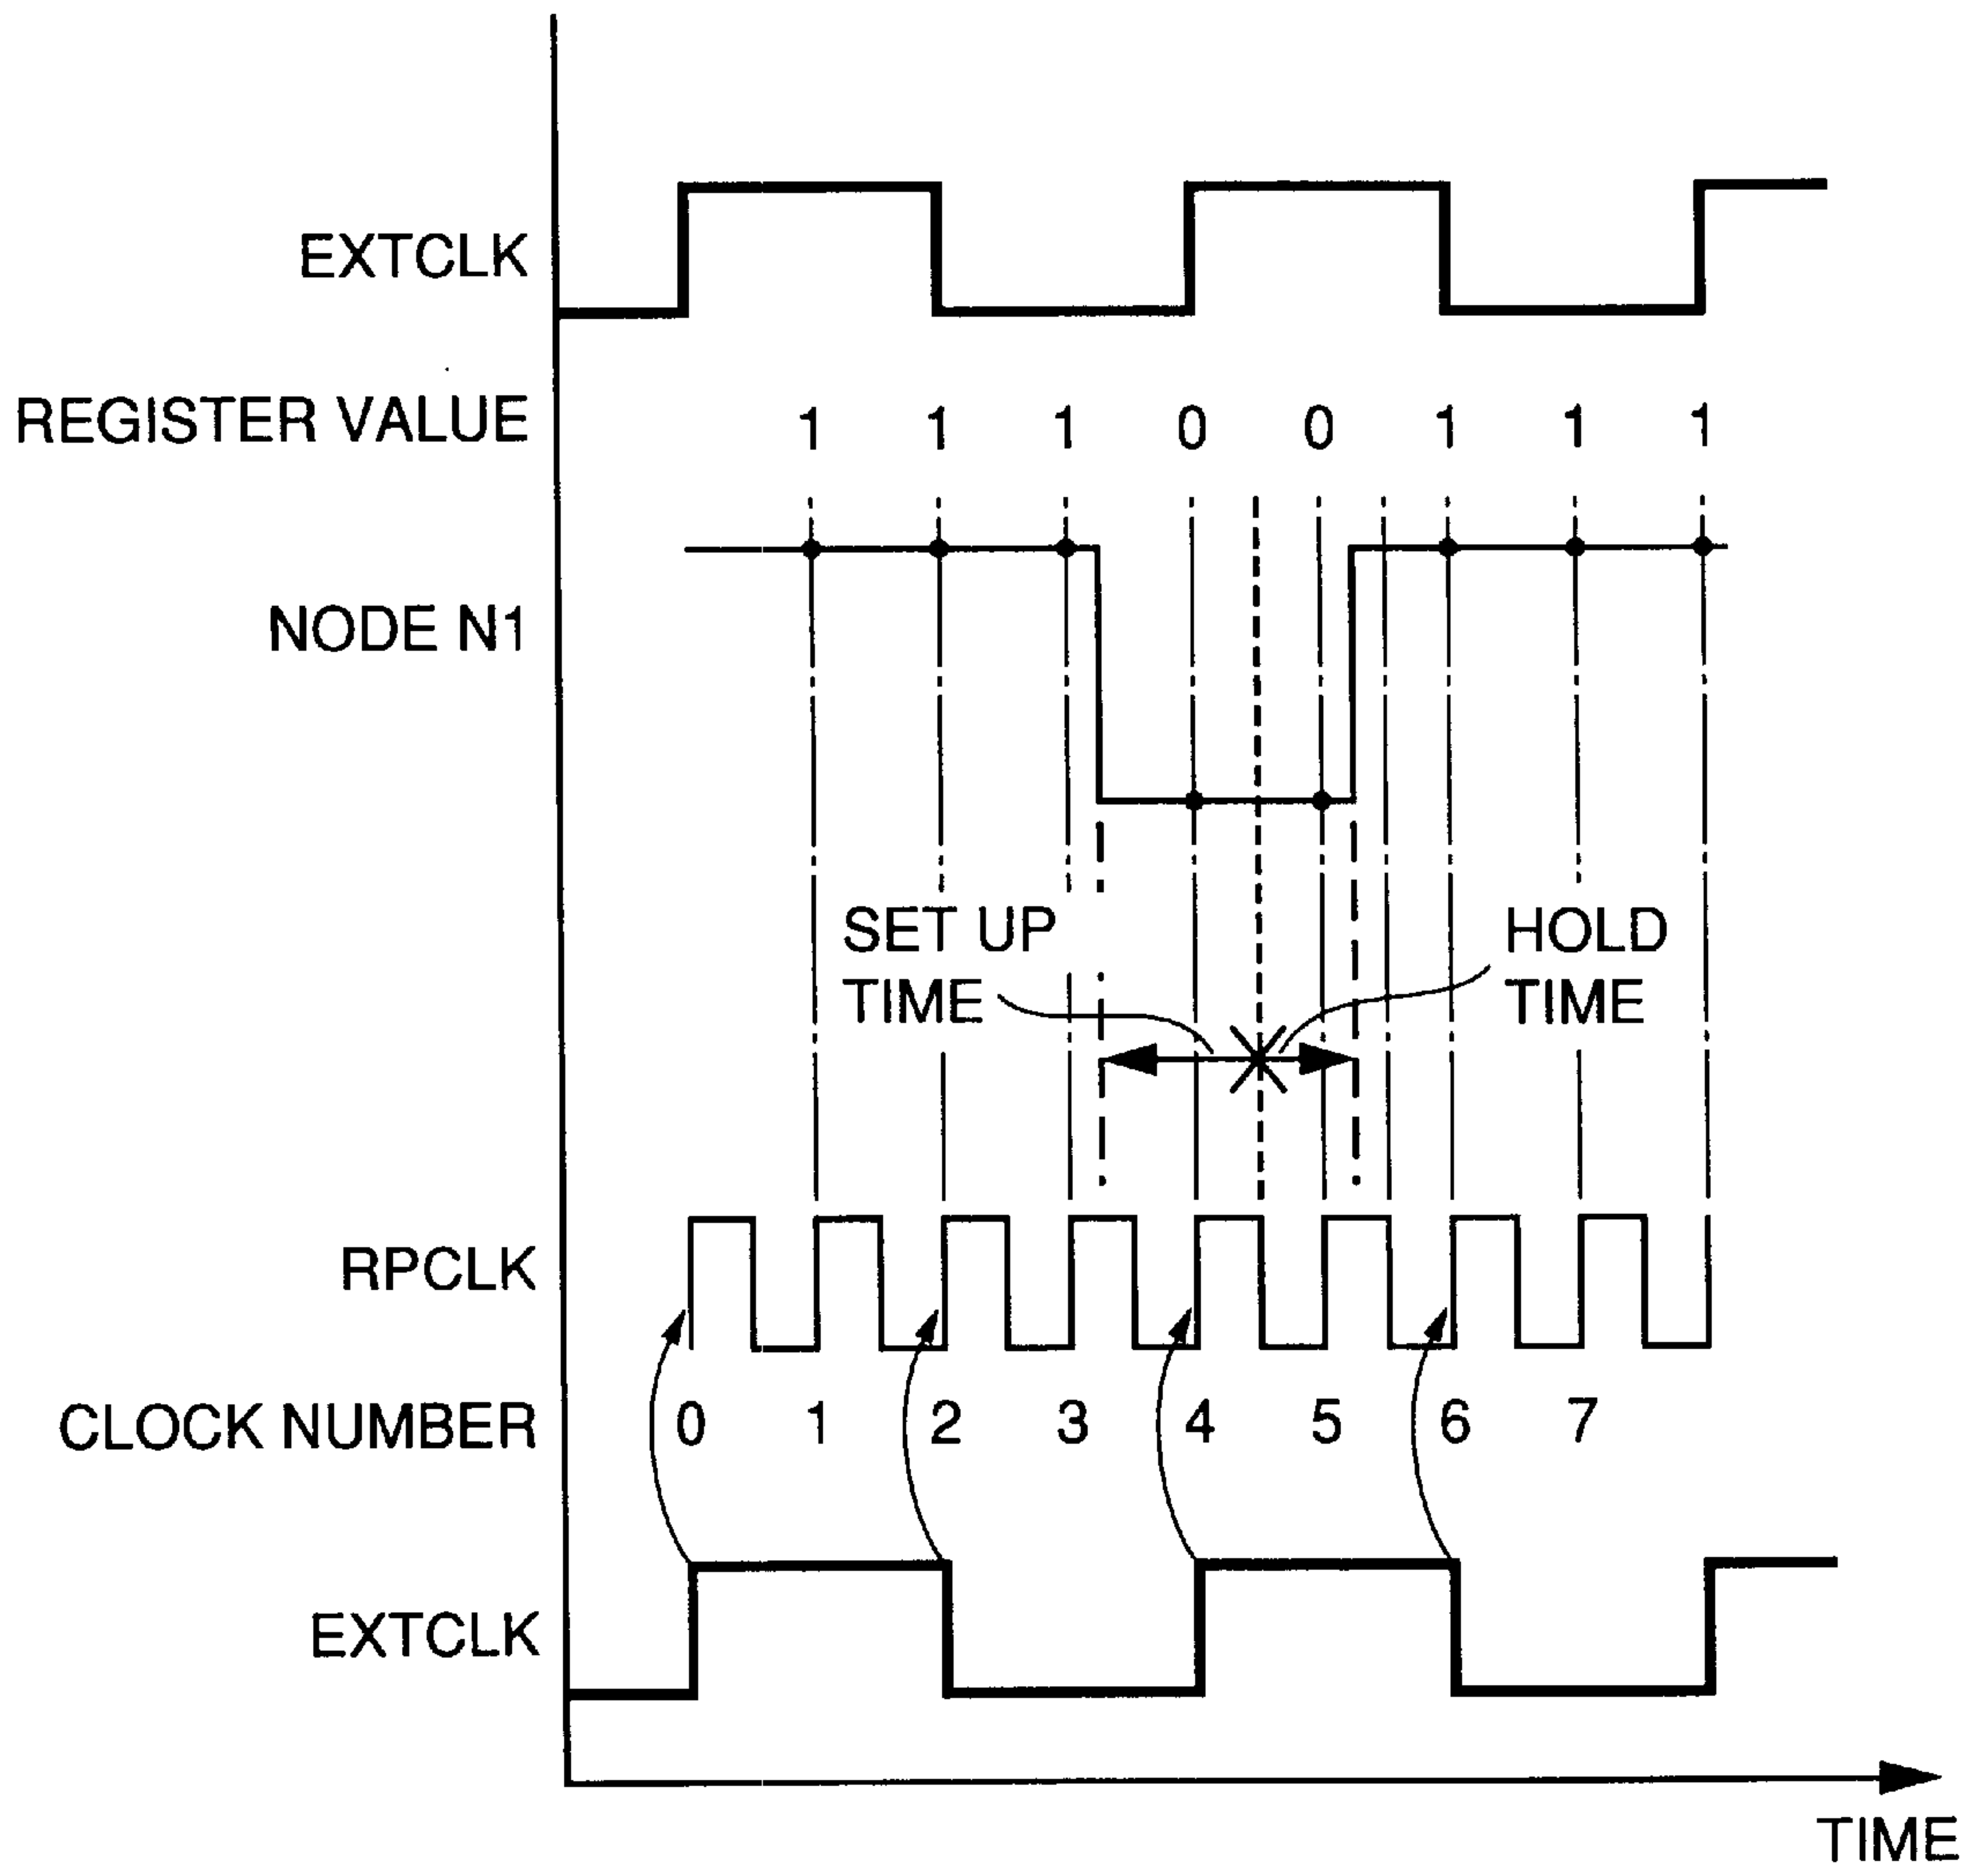 EXTCLK
REGISTER VALUE 1 1 1 0 0 1 1 1
NODE N1
SET UP
TIME
HOLD
TIME
RPCLK
CLOCK NUMBER 0 1 2 3 4 5 6 7
EXTCLK
TIME